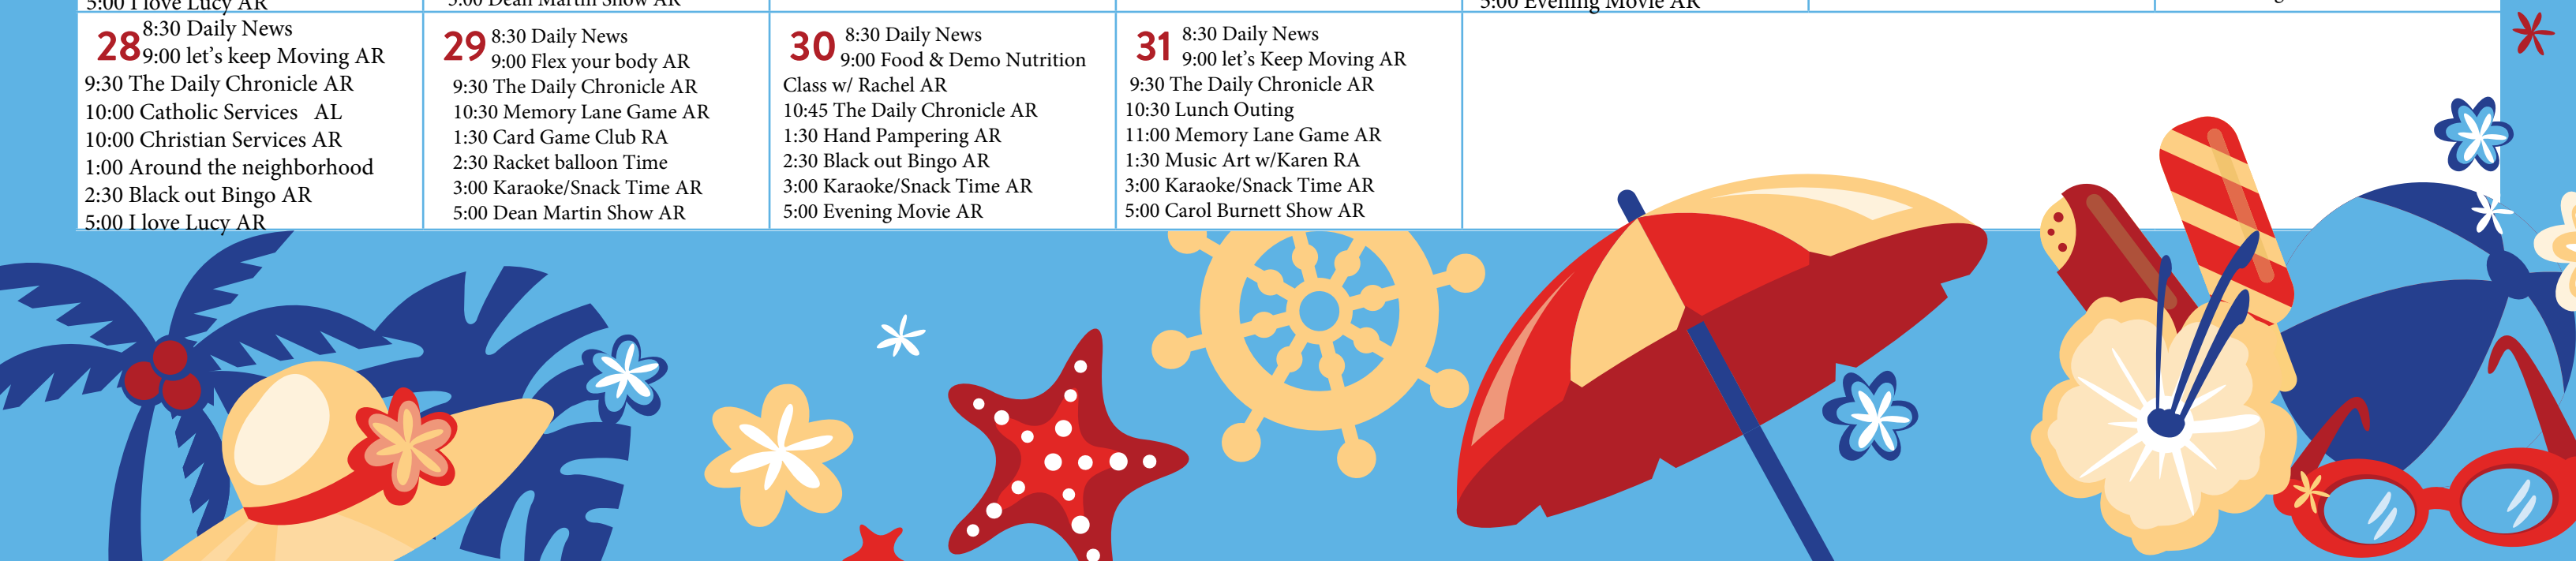 5:00 I love Lucy AR
5:00 Dean Martin Show AR
5:00 Evening Movie AR
28 8:30 Daily News
9:00 let's keep Moving AR
9:30 The Daily Chronicle AR
10:00 Catholic Services AL
10:00 Christian Services AR
1:00 Around the neighborhood
2:30 Black out Bingo AR
5:00 I love Lucy AR
29 8:30 Daily News
9:00 Flex your body AR
9:30 The Daily Chronicle AR
10:30 Memory Lane Game AR
1:30 Card Game Club RA
2:30 Racket balloon Time
3:00 Karaoke/Snack Time AR
5:00 Dean Martin Show AR
30 8:30 Daily News
9:00 Food & Demo Nutrition
Class w/ Rachel AR
10:45 The Daily Chronicle AR
1:30 Hand Pampering AR
2:30 Black out Bingo AR
3:00 Karaoke/Snack Time AR
5:00 Evening Movie AR
31 8:30 Daily News
9:00 let's Keep Moving AR
9:30 The Daily Chronicle AR
10:30 Lunch Outing
11:00 Memory Lane Game AR
1:30 Music Art w/Karen RA
3:00 Karaoke/Snack Time AR
5:00 Carol Burnett Show AR